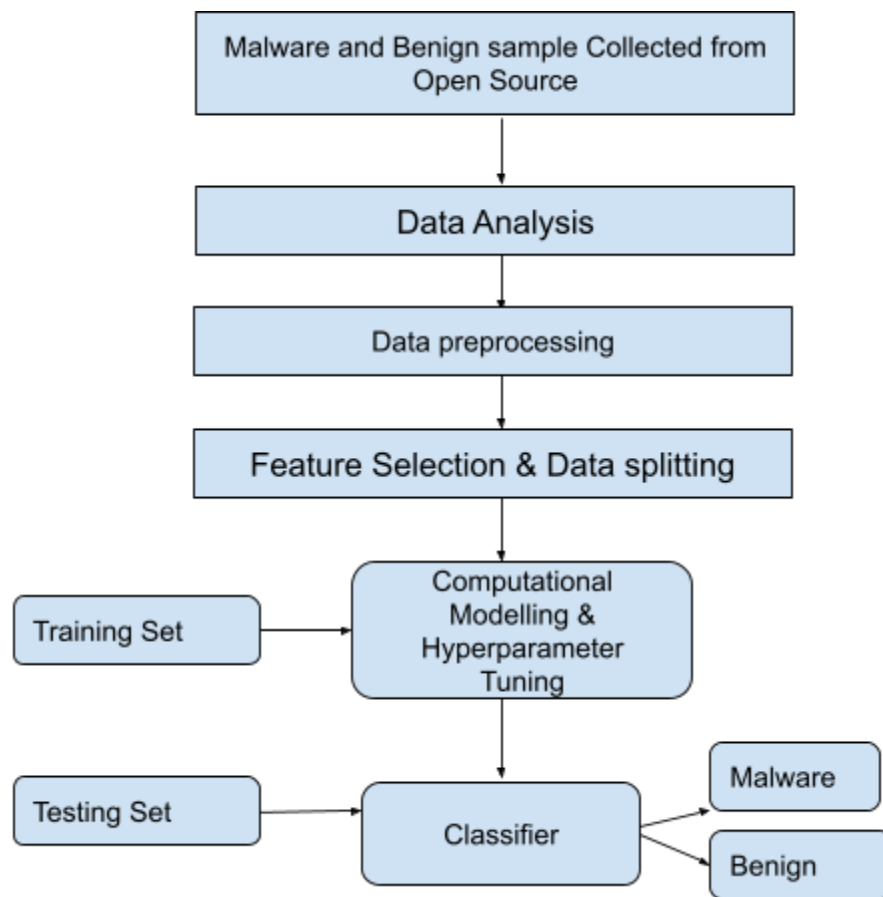 Malware and Benign sample Collected from
Open Source
Data Analysis
Data preprocessing
Feature Selection & Data splitting
Computational
Modelling &
Hyperparameter
Tuning
Training Set
Testing Set
Classifier
Malware
Benign